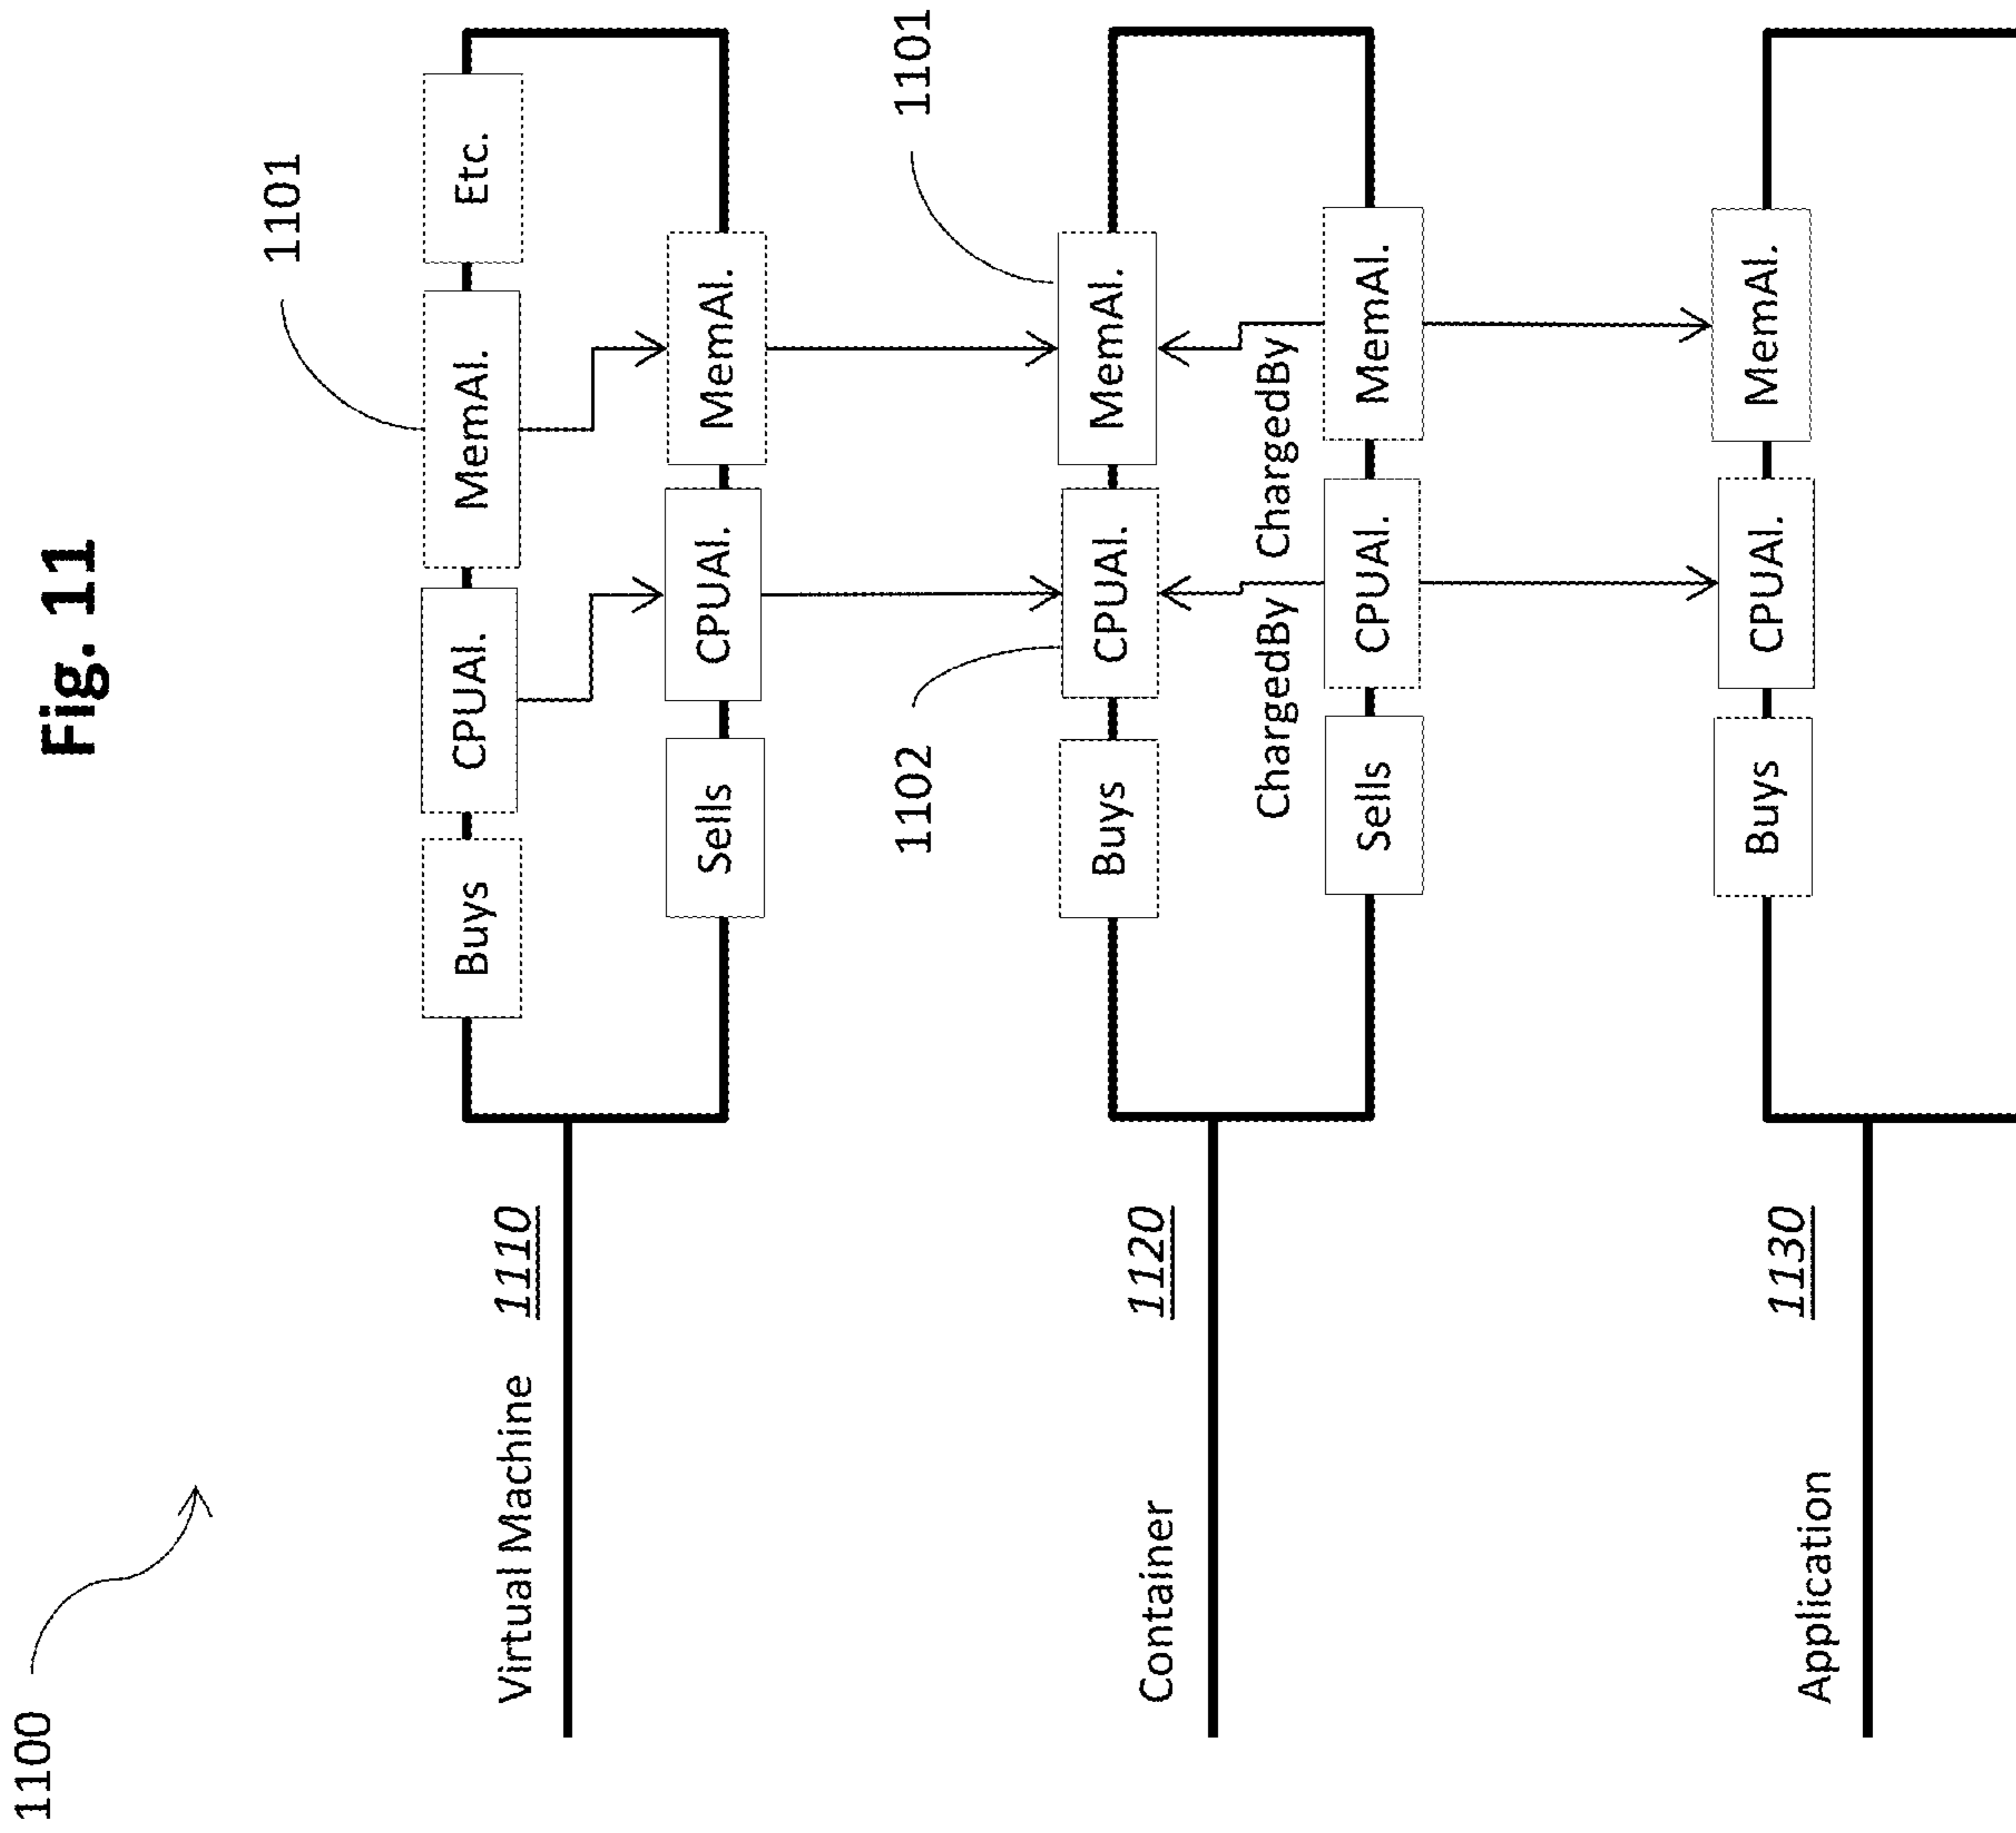 1100
Fig. 11
1101
Buys CPUAl. MemAl. Etc.
Virtual Machine 1110
Sells CPUAl. MemAl.
1102 1101
Buys CPUAl. MemAl.
Container 1120
ChargedBy ChargedBy
Sells CPUAl. MemAl.
Buys CPUAl. MemAl.
Application 1130